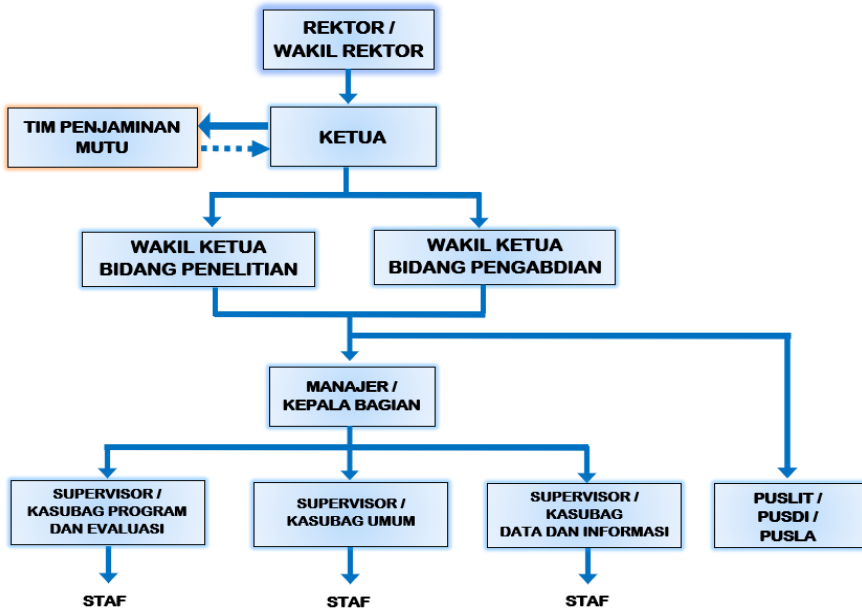 REKTOR /
WAKIL REKTOR
TIM PENJAMINAN
MUTU
KETUA
WAKIL KETUA
BIDANG PENELITIAN
WAKIL KETUA
BIDANG PENGABDIAN
MANAJER /
KEPALA BAGIAN
SUPERVISOR /
KASUBAG PROGRAM
DAN EVALUASI
SUPERVISOR /
KASUBAG UMUM
SUPERVISOR /
KASUBAG
DATA DAN INFORMASI
PUSLIT /
PUSDI /
PUSLA
STAF
STAF
STAF